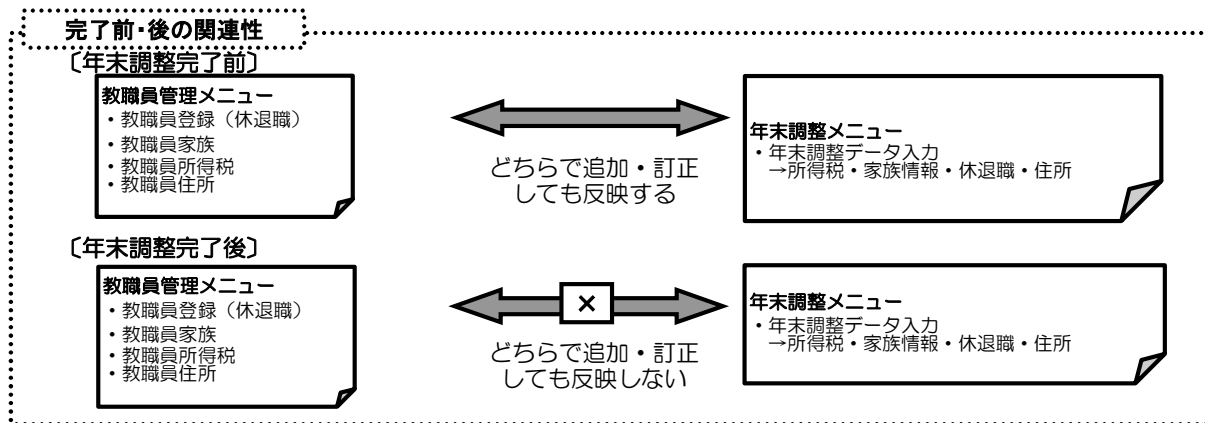 完了前・後の関連性
〔年末調整完了前〕
教職員管理メニュー
・教職員登録（休退職）
・教職員家族
・教職員所得税
・教職員住所
どちらで追加・訂正
しても反映する
年末調整メニュー
・年末調整データ入力
→所得税・家族情報・休退職・住所
〔年末調整完了後〕
教職員管理メニュー
・教職員登録（休退職）
・教職員家族
・教職員所得税
・教職員住所
×
どちらで追加・訂正
しても反映しない
年末調整メニュー
・年末調整データ入力
→所得税・家族情報・休退職・住所